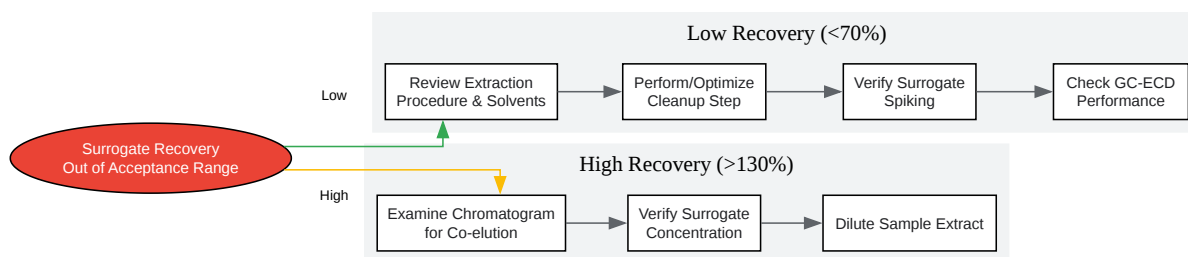 Surrogate Recovery
Out of Acceptance Range
Low
High
Low Recovery (<70%)
Review Extraction
Procedure & Solvents
Perform/Optimize
Cleanup Step
Verify Surrogate
Spiking
Check GC-ECD
Performance
High Recovery (>130%)
Examine Chromatogram
for Co-elution
Verify Surrogate
Concentration
Dilute Sample Extract